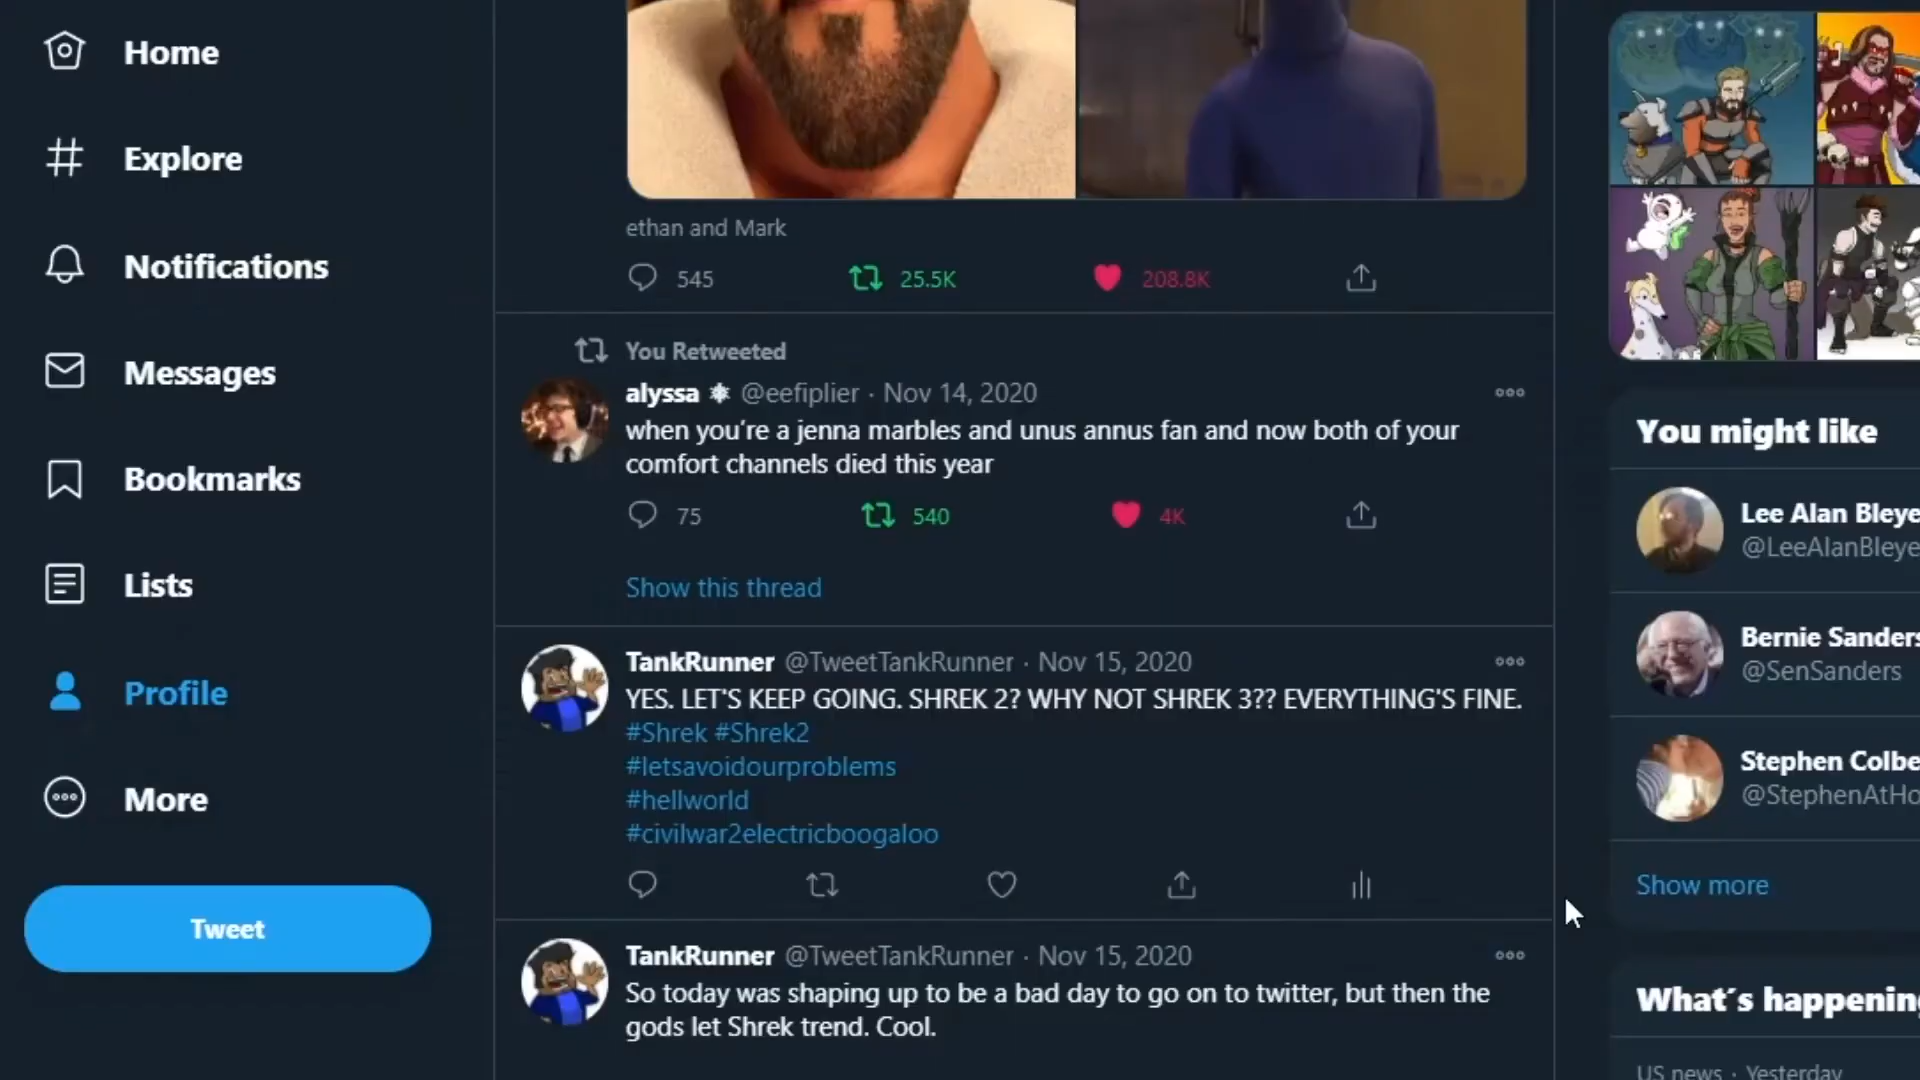 Home
Explore
Notifications
Messages
Bookmarks
Lists
Profile
More
Tweet
ethan and Mark
545 25.5K 208.8K
You Retweeted
alyssa @eefiplier · Nov 14, 2020
when you're a jenna marbles and unus annus fan and now both of your
comfort channels died this year
75 540 4K
Show this thread
TankRunner @TweetTankRunner · Nov 15, 2020
YES. LET'S KEEP GOING. SHREK 2? WHY NOT SHREK 3?? EVERYTHING'S FINE.
#Shrek #Shrek2
#letsavoidourproblems
#hellworld
#civilwar2electricboogaloo
TankRunner @TweetTankRunner · Nov 15, 2020
So today was shaping up to be a bad day to go on to twitter, but then the
gods let Shrek trend. Cool.
You might like
Lee Alan Bleye
@LeeAlanBleye
Bernie Sanders
@SenSanders
Stephen Colbe
@StephenAtHo
Show more
What's happening
US news · Yesterday